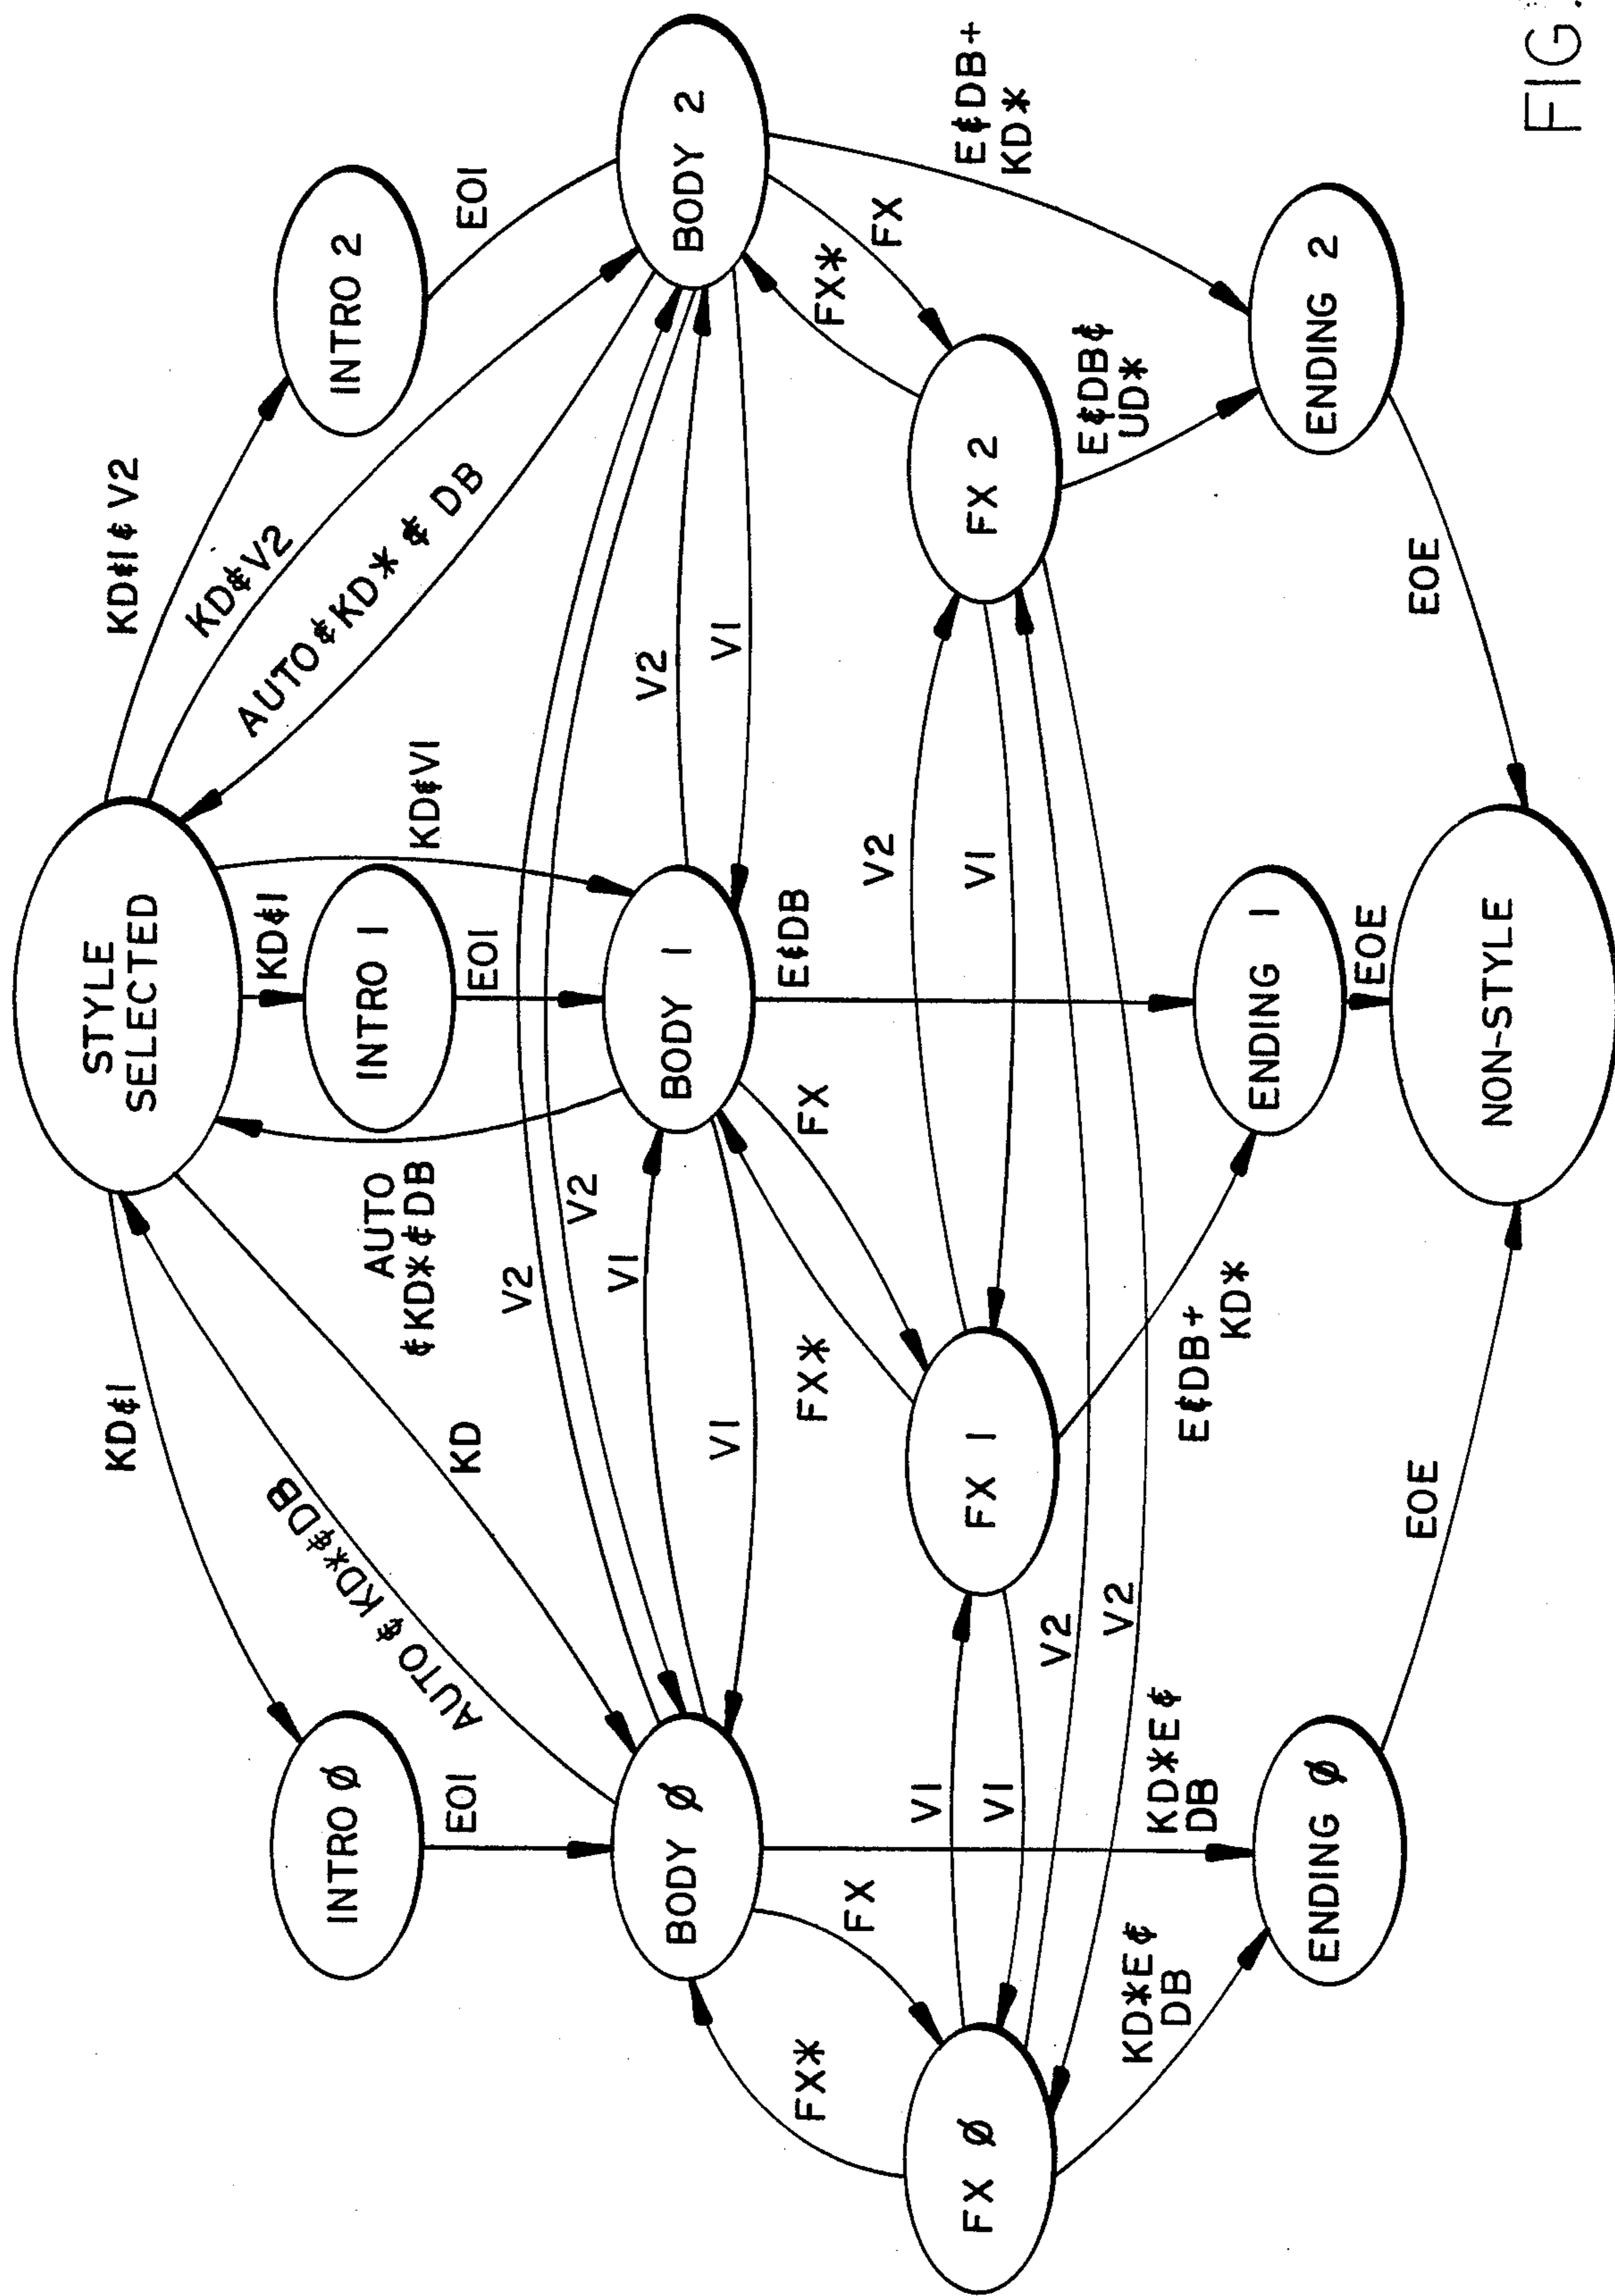 STYLE
SELECTED
KD&I
KD&I&V2
KD&V2
KD&I
AUTO&KD*&DB
AUTO&KD*&DB
INTRO Ø
INTRO 1
INTRO 2
AUTO
&KD*&DB
KD&V1
KD
EOI
EOI
EOI
V2
V2
V1
V2
BODY Ø
BODY 1
BODY 2
V1
V1
FX*
FX
FX*
FX
FX*
FX
V1
V2
E&DB
E&DB+
KD*
FX Ø
FX 1
FX 2
V1
V1
V2
V2
E&DB&
UD*
KD*E&
DB
KD*E&
DB
E&DB+
KD*
ENDING Ø
ENDING 1
ENDING 2
EOE
EOE
EOE
NON-STYLE
FIG.